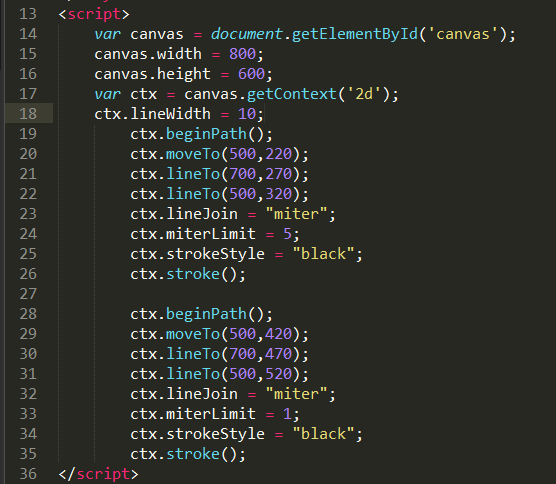 13 <script>
14 var canvas = document.getElementById('canvas');
15 canvas.width = 800;
16 canvas.height = 600;
17 var ctx = canvas.getContext('2d');
18 ctx.lineWidth = 10;
19 ctx.beginPath();
20 ctx.moveTo(500,220);
21 ctx.lineTo(700,270);
22 ctx.lineTo(500,320);
23 ctx.lineJoin = "miter";
24 ctx.miterLimit = 5;
25 ctx.strokeStyle = "black";
26 ctx.stroke();
27
28 ctx.beginPath();
29 ctx.moveTo(500,420);
30 ctx.lineTo(700,470);
31 ctx.lineTo(500,520);
32 ctx.lineJoin = "miter";
33 ctx.miterLimit = 1;
34 ctx.strokeStyle = "black";
35 ctx.stroke();
36 </script>